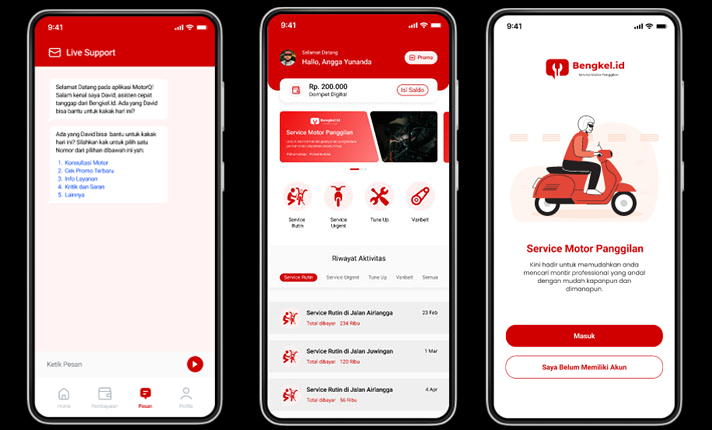 9:41
Live Support
Selamat Datang pada aplikasi MotorQ!
Salam kenal saya David, asisten cepat
tanggap dari Bengkel.Id. Ada yang David
bisa bantu untuk kakak hari ini?
Ada yang David bisa bantu untuk kakak
hari ini? Silahkan kak untuk pilih satu
Nomor dari pilihan dibawah ini yah:
1. Konsultasi Motor
2. Cek Promo Terbaru
3. Info Layanan
4. Kritik dan Saran
5. Lainnya
Ketik Pesan
Home
Pembayaran
Pesan
Profile
9:41
Selamat Datang
Hallo, Angga Yunanda
Promo
Rp. 200.000
Dompet Digital
Isi Saldo
Bengkel.id
Service Motor Panggilan
Service
Rutin
Service
Urgent
Tune Up
Vanbelt
Riwayat Aktivitas
Service Rutin
Service Urgent
Tune Up
Vanbelt
Semua
Service Rutin di Jalan Airlangga
23 Feb
Total dibayar 234 Ribu
Service Rutin di Jalan Juwingan
1 Mar
Total dibayar 120 Ribu
Service Rutin di Jalan Airlangga
4 Apr
Total dibayar 56 Ribu
9:41
Bengkel.id
Service Motor Panggilan
Service Motor Panggilan
Kini hadir untuk memudahkan anda
mencari montir professional yang andal
dengan mudah kapanpun dan
dimanapun.
Masuk
Saya Belum Memiliki Akun